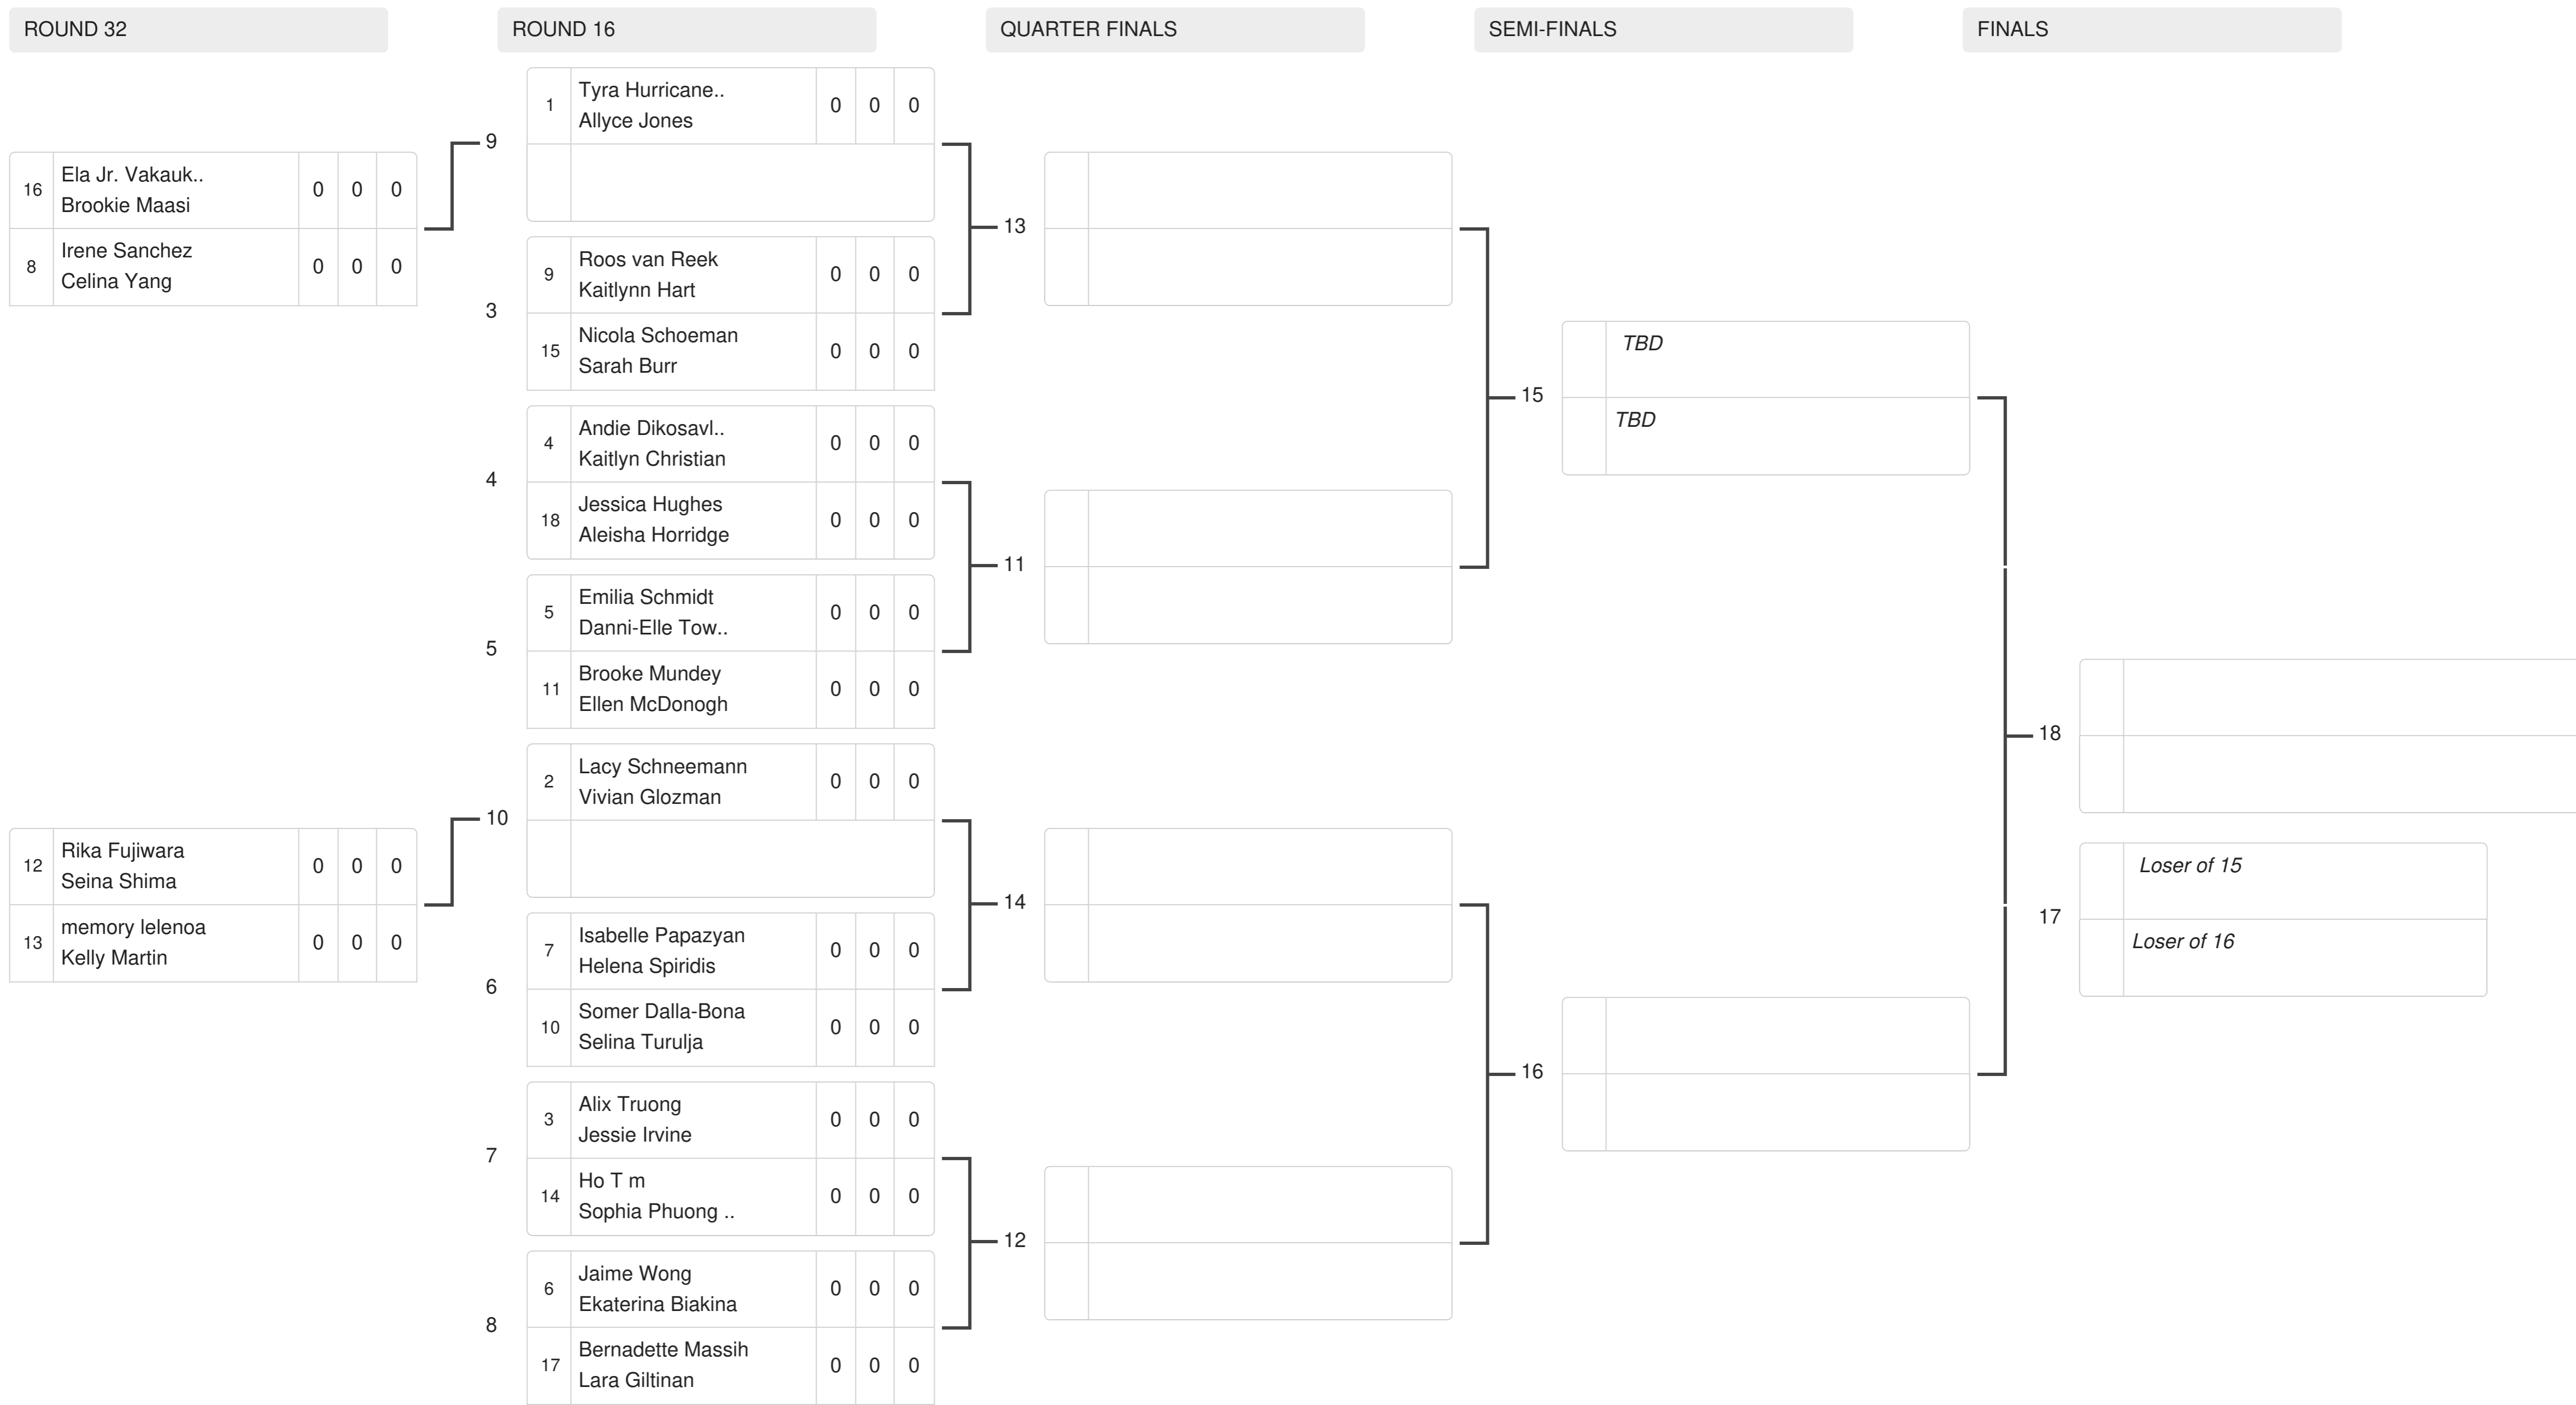 ROUND 32
ROUND 16
QUARTER FINALS
SEMI-FINALS
FINALS
16
Ela Jr. Vakauk..
Brookie Maasi
0 0 0
8
Irene Sanchez
Celina Yang
0 0 0
12
Rika Fujiwara
Seina Shima
0 0 0
13
memory lelenoa
Kelly Martin
0 0 0
9
1
Tyra Hurricane..
Allyce Jones
0 0 0
3
9
Roos van Reek
Kaitlynn Hart
0 0 0
15
Nicola Schoeman
Sarah Burr
0 0 0
4
4
Andie Dikosavl..
Kaitlyn Christian
0 0 0
18
Jessica Hughes
Aleisha Horridge
0 0 0
5
5
Emilia Schmidt
Danni-Elle Tow..
0 0 0
11
Brooke Mundey
Ellen McDonogh
0 0 0
10
2
Lacy Schneemann
Vivian Glozman
0 0 0
6
7
Isabelle Papazyan
Helena Spiridis
0 0 0
10
Somer Dalla-Bona
Selina Turulja
0 0 0
7
3
Alix Truong
Jessie Irvine
0 0 0
14
Ho T m
Sophia Phuong ..
0 0 0
8
6
Jaime Wong
Ekaterina Biakina
0 0 0
17
Bernadette Massih
Lara Giltinan
0 0 0
13
11
14
12
15
TBD
TBD
16
18
17
Loser of 15
Loser of 16